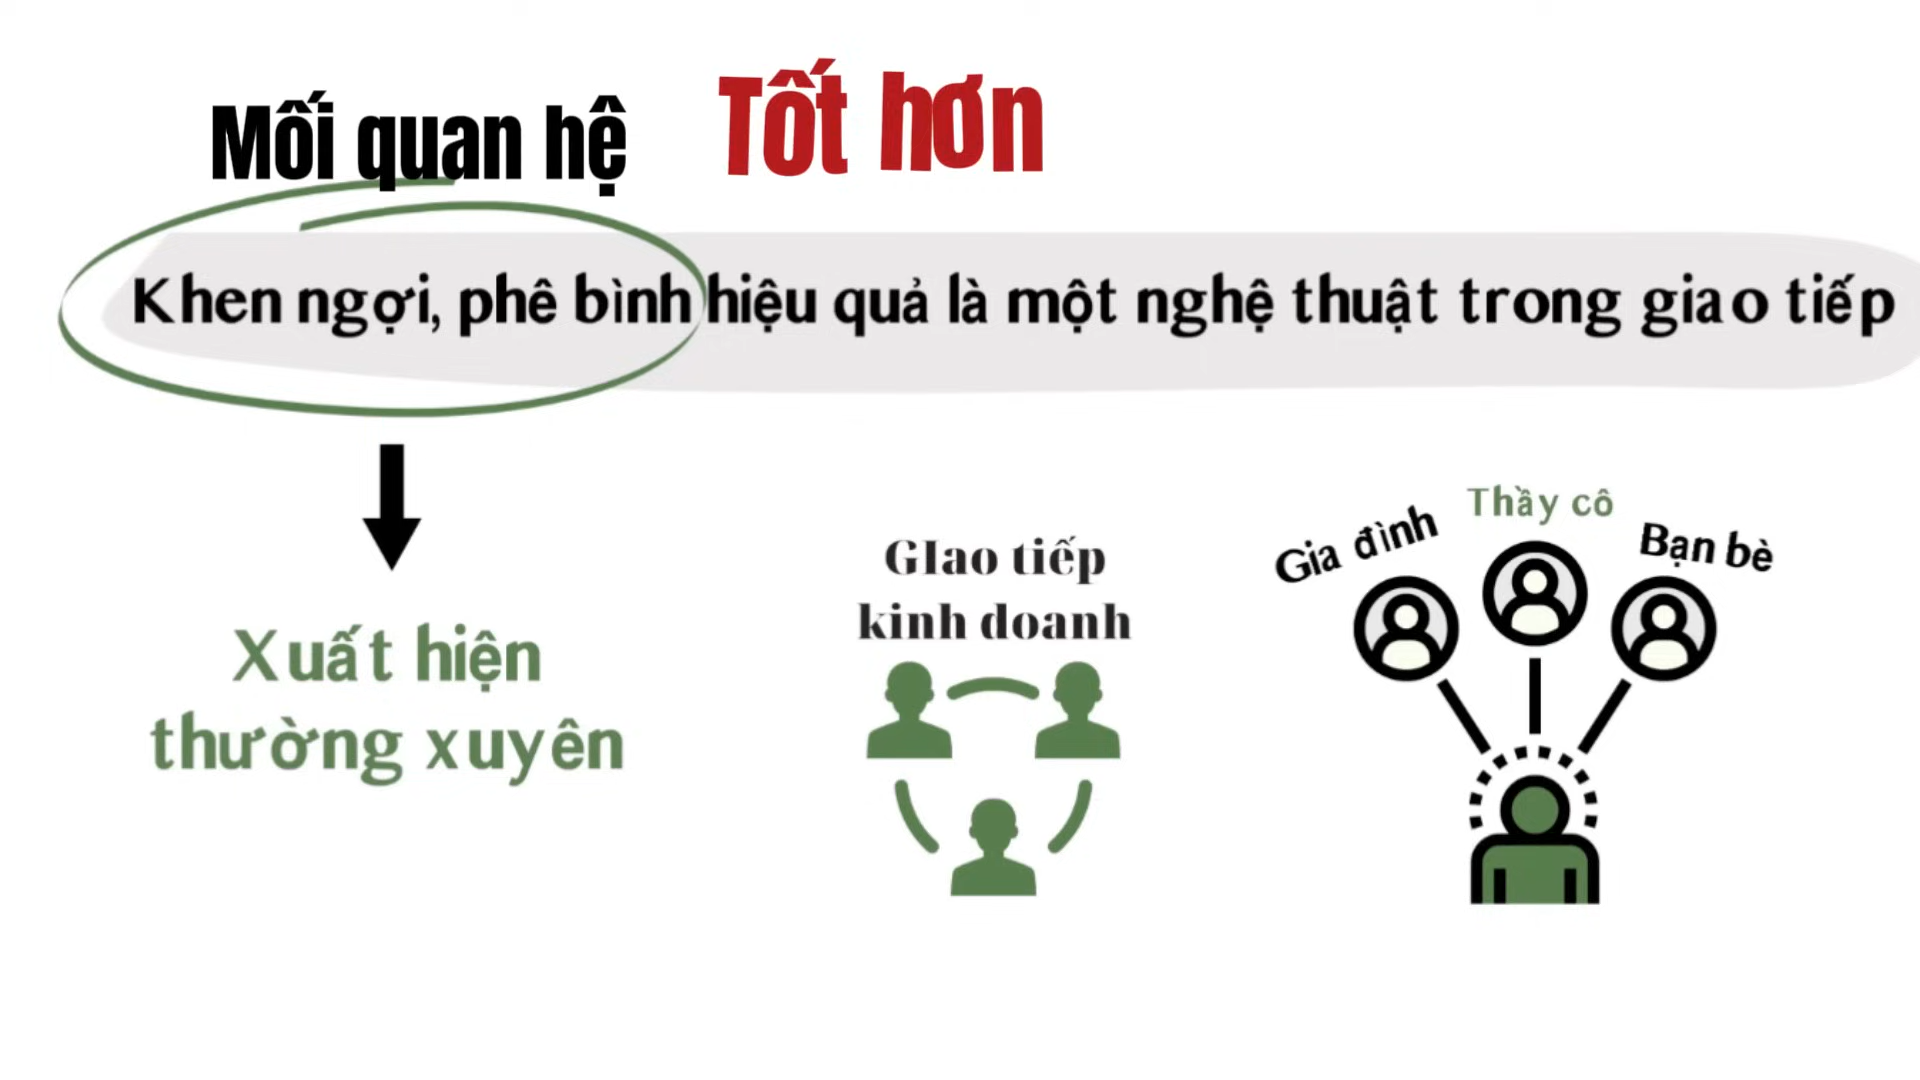 Mối quan hệ
Tốt hơn
Khen ngợi, phê bình hiệu quả là một nghệ thuật trong giao tiếp
Xuất hiện
thường xuyên
GIao tiếp
kinh doanh
Gia đình
Thầy cô
Bạn bè